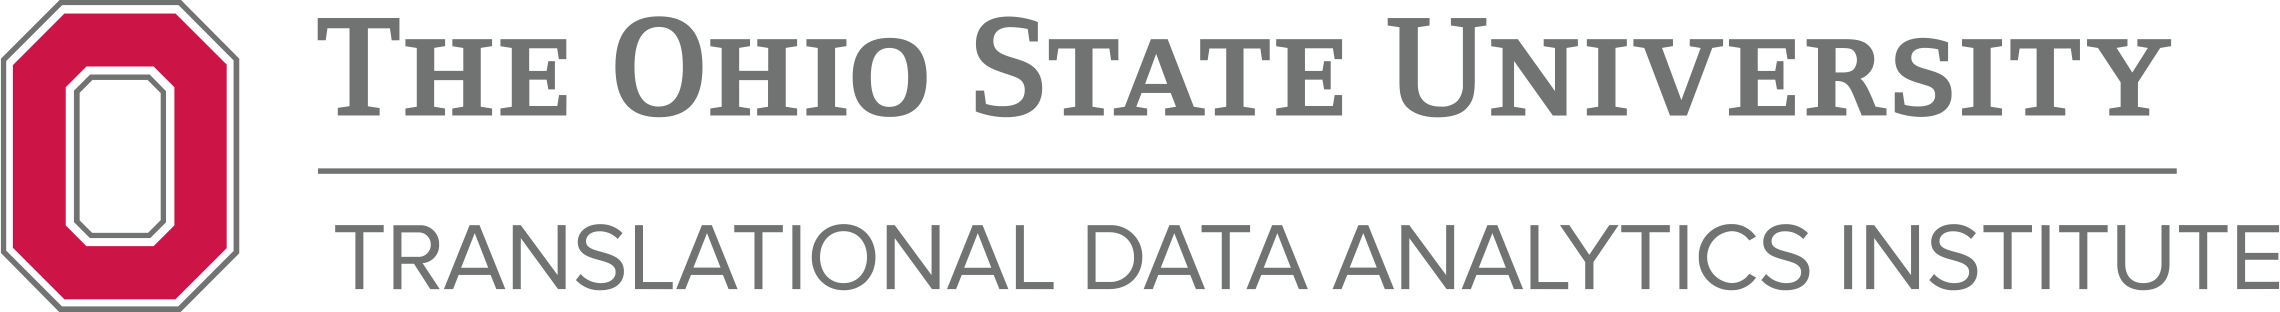 THE OHIO STATE UNIVERSITY
TRANSLATIONAL DATA ANALYTICS INSTITUTE